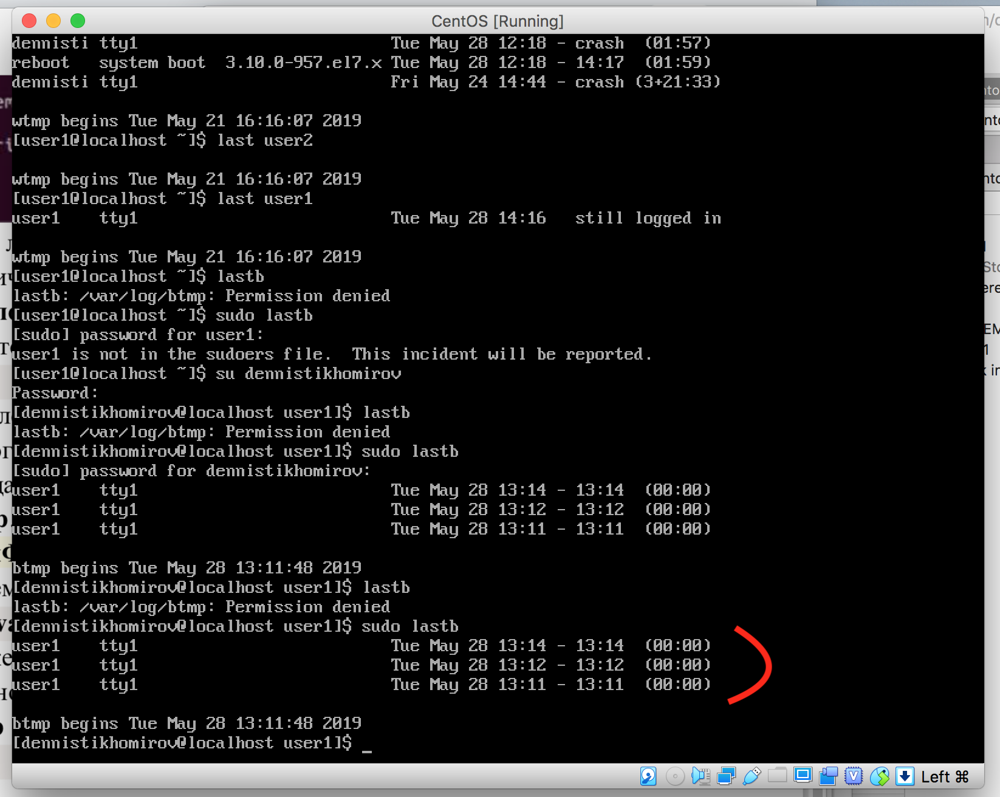 CentOS [Running]
dennisti tty1 Tue May 28 12:18 - crash (01:57)
reboot system boot 3.10.0-957.el7.x Tue May 28 12:18 - 14:17 (01:59)
dennisti tty1 Fri May 24 14:44 - crash (3+21:33)
wtmp begins Tue May 21 16:16:07 2019
[user1@localhost ~]$ last user2
wtmp begins Tue May 21 16:16:07 2019
[user1@localhost ~]$ last user1
user1 tty1 Tue May 28 14:16 still logged in
wtmp begins Tue May 21 16:16:07 2019
[user1@localhost ~]$ lastb
lastb: /var/log/btmp: Permission denied
[user1@localhost ~]$ sudo lastb
[sudo] password for user1:
user1 is not in the sudoers file. This incident will be reported.
[user1@localhost ~]$ su dennistikhomirov
Password:
[dennistikhomirov@localhost user1]$ lastb
lastb: /var/log/btmp: Permission denied
[dennistikhomirov@localhost user1]$ sudo lastb
[sudo] password for dennistikhomirov:
user1 tty1 Tue May 28 13:14 - 13:14 (00:00)
user1 tty1 Tue May 28 13:12 - 13:12 (00:00)
user1 tty1 Tue May 28 13:11 - 13:11 (00:00)
btmp begins Tue May 28 13:11:48 2019
[dennistikhomirov@localhost user1]$ lastb
lastb: /var/log/btmp: Permission denied
[dennistikhomirov@localhost user1]$ sudo lastb
user1 tty1 Tue May 28 13:14 - 13:14 (00:00)
user1 tty1 Tue May 28 13:12 - 13:12 (00:00)
user1 tty1 Tue May 28 13:11 - 13:11 (00:00)
btmp begins Tue May 28 13:11:48 2019
[dennistikhomirov@localhost user1]$ _
Left ⌘